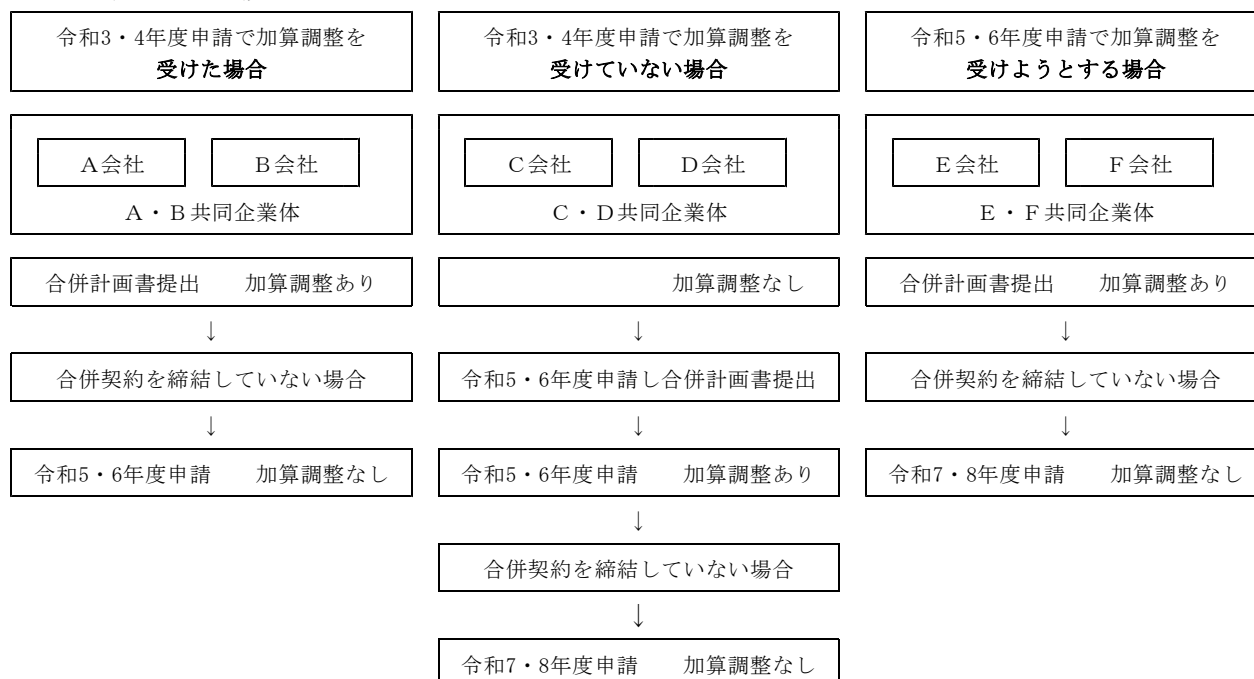 令和3・4年度申請で加算調整を
受けた場合
令和3・4年度申請で加算調整を
受けていない場合
令和5・6年度申請で加算調整を
受けようとする場合
A会社 B会社
A・B共同企業体
C会社 D会社
C・D共同企業体
E会社 F会社
E・F共同企業体
合併計画書提出 加算調整あり
加算調整なし
合併計画書提出 加算調整あり
↓ ↓ ↓
合併契約を締結していない場合
令和5・6年度申請し合併計画書提出
合併契約を締結していない場合
↓ ↓ ↓
令和5・6年度申請 加算調整なし
令和5・6年度申請 加算調整あり
令和7・8年度申請 加算調整なし
↓
合併契約を締結していない場合
↓
令和7・8年度申請 加算調整なし